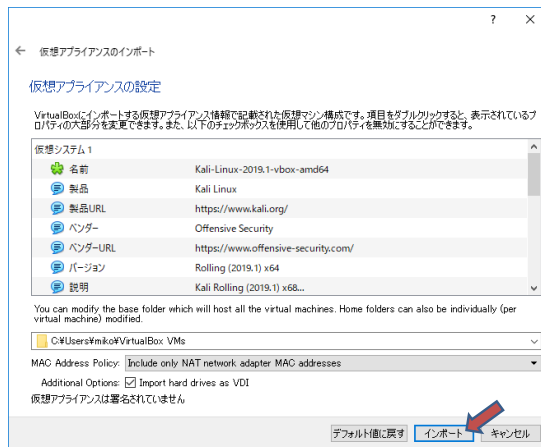 ?
仮想アプライアンスのインポート
仮想アプライアンスの設定
VirtualBoxにインポートする仮想アプライアンス情報で記載された仮想マシン構成です。項目をダブルクリックすると、表示されているプ
ロパティの大部分を変更できます。また、以下のチェックボックスを使用して他のプロパティを無効にすることができます。
仮想システム 1
名前 Kali-Linux-2019.1-vbox-amd64
製品 Kali Linux
製品URL https://www.kali.org/
ベンダー Offensive Security
ベンダーURL https://www.offensive-security.com/
バージョン Rolling (2019.1) x64
説明 Kali Rolling (2019.1) x68...
You can modify the base folder which will host all the virtual machines. Home folders can also be individually (per
virtual machine) modified.
C:¥Users¥miko¥VirtualBox VMs
MAC Address Policy: Include only NAT network adapter MAC addresses
Additional Options: Import hard drives as VDI
仮想アプライアンスは署名されていません
デフォルト値に戻す インポート キャンセル